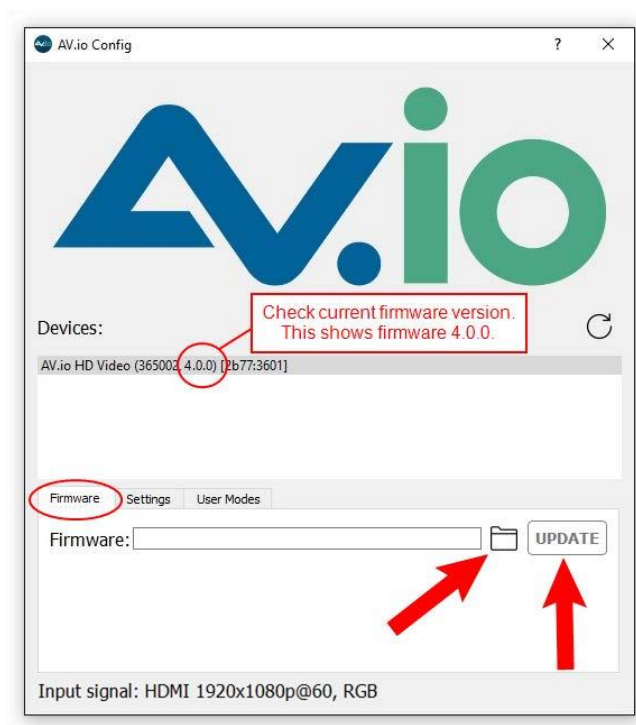 AV.io Config
AV.io
Check current firmware version.
This shows firmware 4.0.0.
Devices:
AV.io HD Video (365002, 4.0.0) [2b77:3601]
Firmware
Settings
User Modes
Firmware:
UPDATE
Input signal: HDMI 1920x1080p@60, RGB